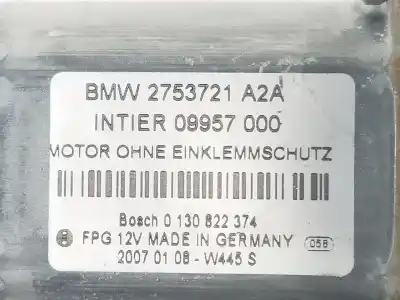 BMW 2753721 A2A
INTIER 09957 000
MOTOR OHNE EINKLEMMSCHUTZ
Bosch 0 130 822 374
FPG 12V MADE IN GERMANY 058
2007 01 08 - W445 S